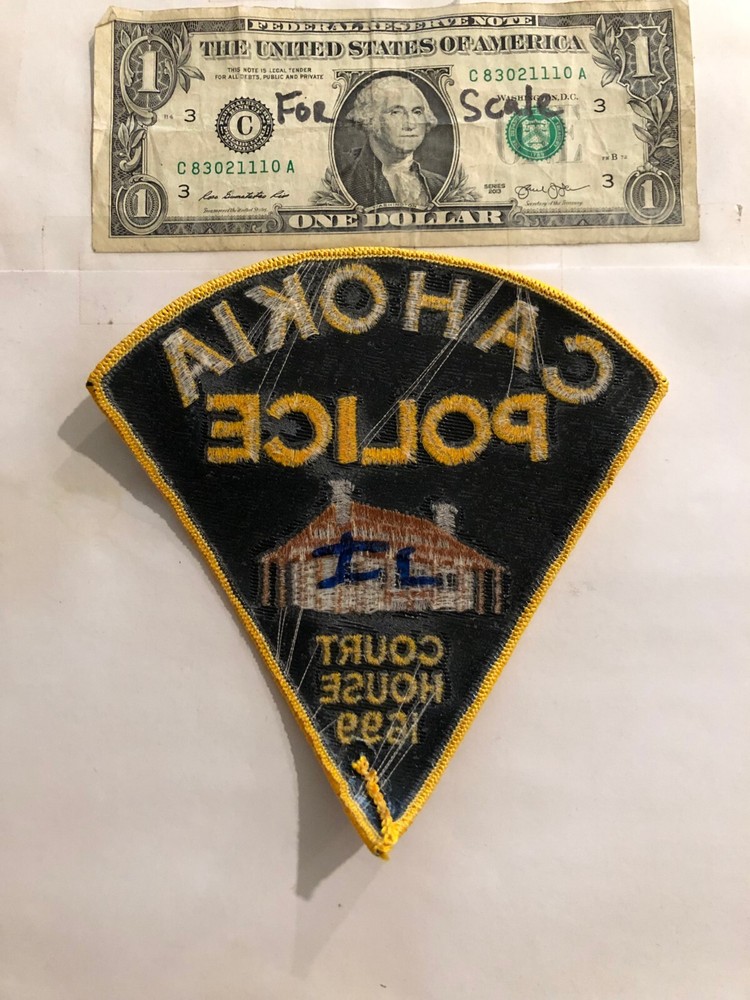 FEDERAL RESERVE NOTE
THE UNITED STATES OF AMERICA
THIS NOTE IS LEGAL TENDER
FOR ALL DEBTS, PUBLIC AND PRIVATE
C 83021110 A
For Scale
WASHINGTON, D.C.
3
3
C
C 83021110 A
3
3
SERIES
2013
1
1
1
1
ONE DOLLAR
CAHOKIA
POLICE
IL
COURT
HOUSE
1699